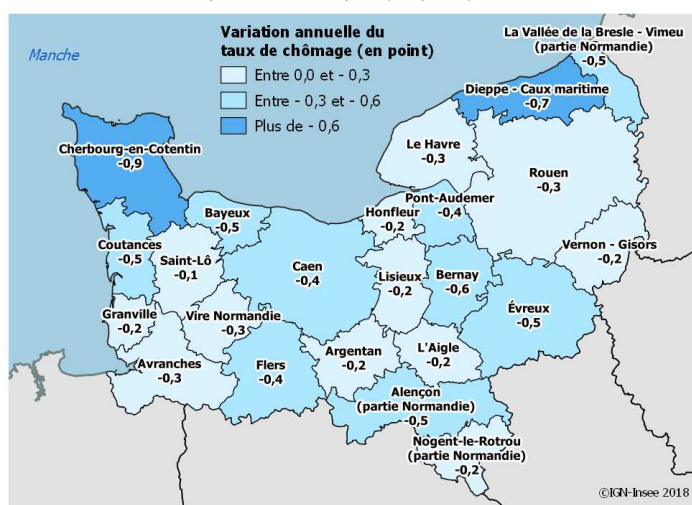 Variation annuelle du
taux de chômage (en point)
Entre 0,0 et - 0,3
Entre - 0,3 et - 0,6
Plus de - 0,6
Manche
La Vallée de la Bresle - Vimeu
(partie Normandie)
-0,5
Dieppe - Caux maritime
-0,7
Cherbourg-en-Cotentin
-0,9
Le Havre
-0,3
Rouen
-0,3
Pont-Audemer
-0,4
Honfleur
-0,2
Bayeux
-0,5
Coutances
-0,5
Saint-Lô
-0,1
Caen
-0,4
Lisieux
-0,2
Bernay
-0,6
Vernon - Gisors
-0,2
Évreux
-0,5
Granville
-0,2
Vire Normandie
-0,3
Avranches
-0,3
Flers
-0,4
Argentan
-0,2
L'Aigle
-0,2
Alençon
(partie Normandie)
-0,5
Nogent-le-Rotrou
(partie Normandie)
-0,2
©IGN-Insee 2018